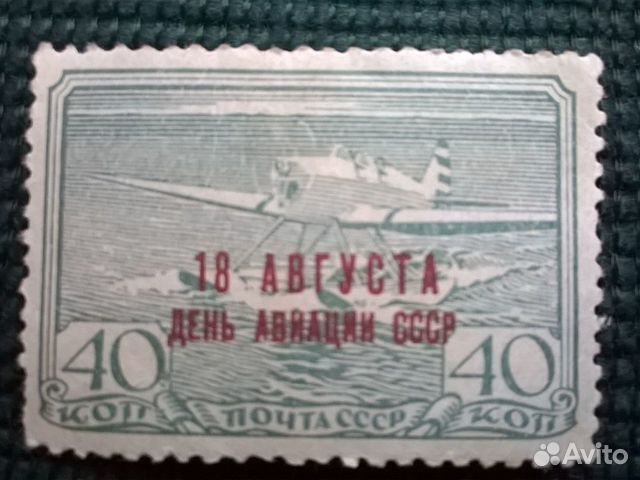 18 АВГУСТА
ДЕНЬ АВИАЦИИ СССР
40 40
КОП ПОЧТА СССР КОП
Avito